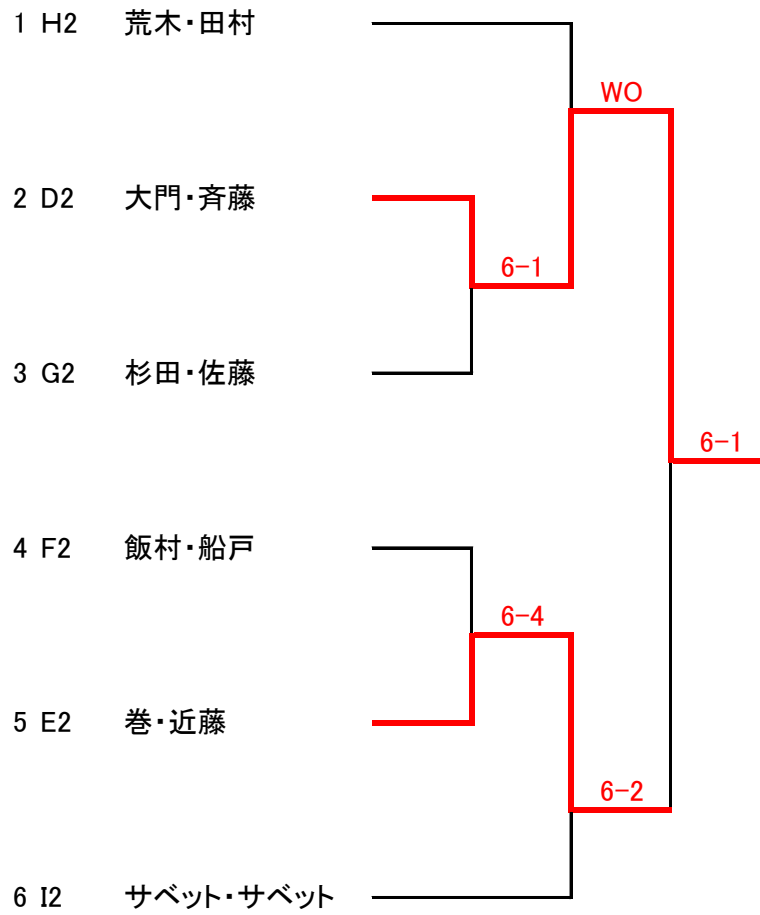 1 H2 荒木・田村
WO
2 D2 大門・斉藤
6-1
3 G2 杉田・佐藤
6-1
4 F2 飯村・船戸
6-4
5 E2 巻・近藤
6-2
6 I2 サベット・サベット